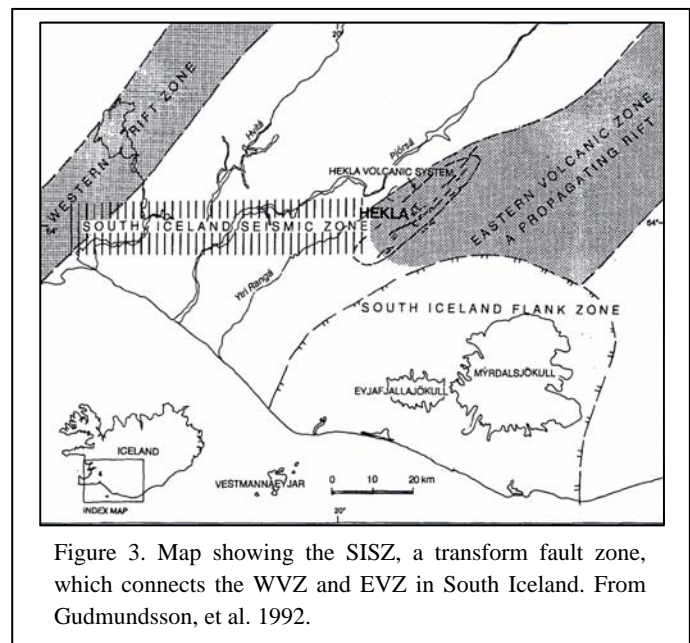 20°
WESTERN RIFT ZONE
Hvítá
Þjórsá
HEKLA VOLCANIC SYSTEM
EASTERN VOLCANIC ZONE
A PROPAGATING RIFT
HEKLA
64°
64°
SOUTH ICELAND SEISMIC ZONE
Ytri Rangá
SOUTH ICELAND FLANK ZONE
MÝRDALSJÖKULL
EYJAFJALLAJÖKULL
ICELAND
VESTMANNAEYJAR
0 10 20 km
INDEX MAP
20°
Figure 3. Map showing the SISZ, a transform fault zone,
which connects the WVZ and EVZ in South Iceland. From
Gudmundsson, et al. 1992.